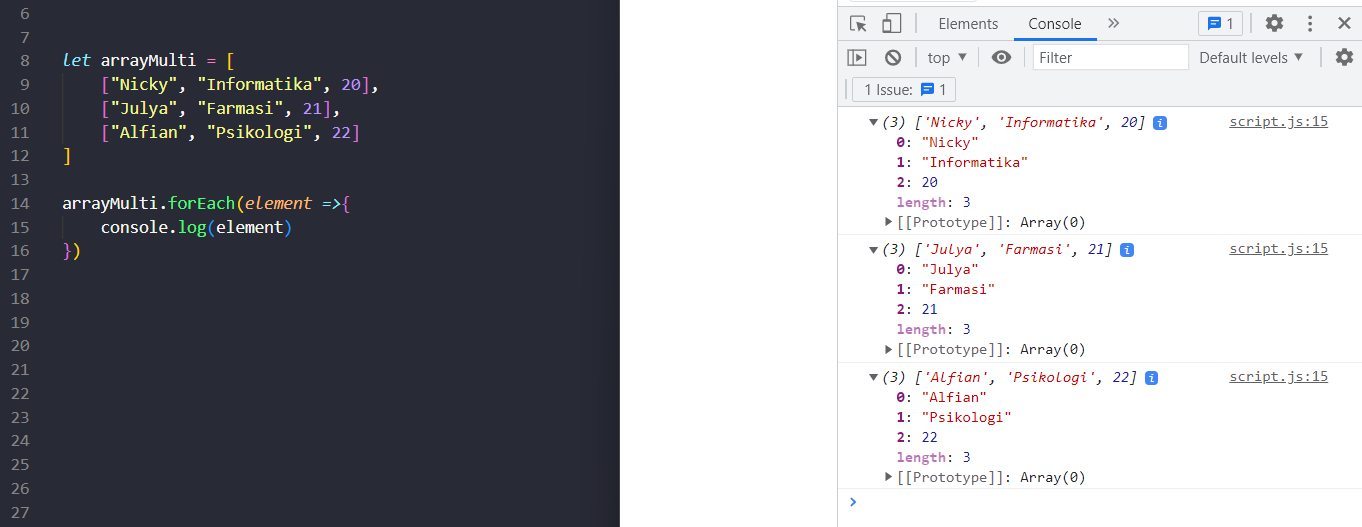 6
7
8 let arrayMulti = [
9 ["Nicky", "Informatika", 20],
10 ["Julya", "Farmasi", 21],
11 ["Alfian", "Psikologi", 22]
12 ]
13
14 arrayMulti.forEach(element =>{
15 console.log(element)
16 })
17
18
19
20
21
22
23
24
25
26
27
Elements Console » 1
top ▼ Filter Default levels ▼
1 Issue: 1
▼(3) ['Nicky', 'Informatika', 20] i script.js:15
0: "Nicky"
1: "Informatika"
2: 20
length: 3
▶[[Prototype]]: Array(0)
▼(3) ['Julya', 'Farmasi', 21] i script.js:15
0: "Julya"
1: "Farmasi"
2: 21
length: 3
▶[[Prototype]]: Array(0)
▼(3) ['Alfian', 'Psikologi', 22] i script.js:15
0: "Alfian"
1: "Psikologi"
2: 22
length: 3
▶[[Prototype]]: Array(0)
>